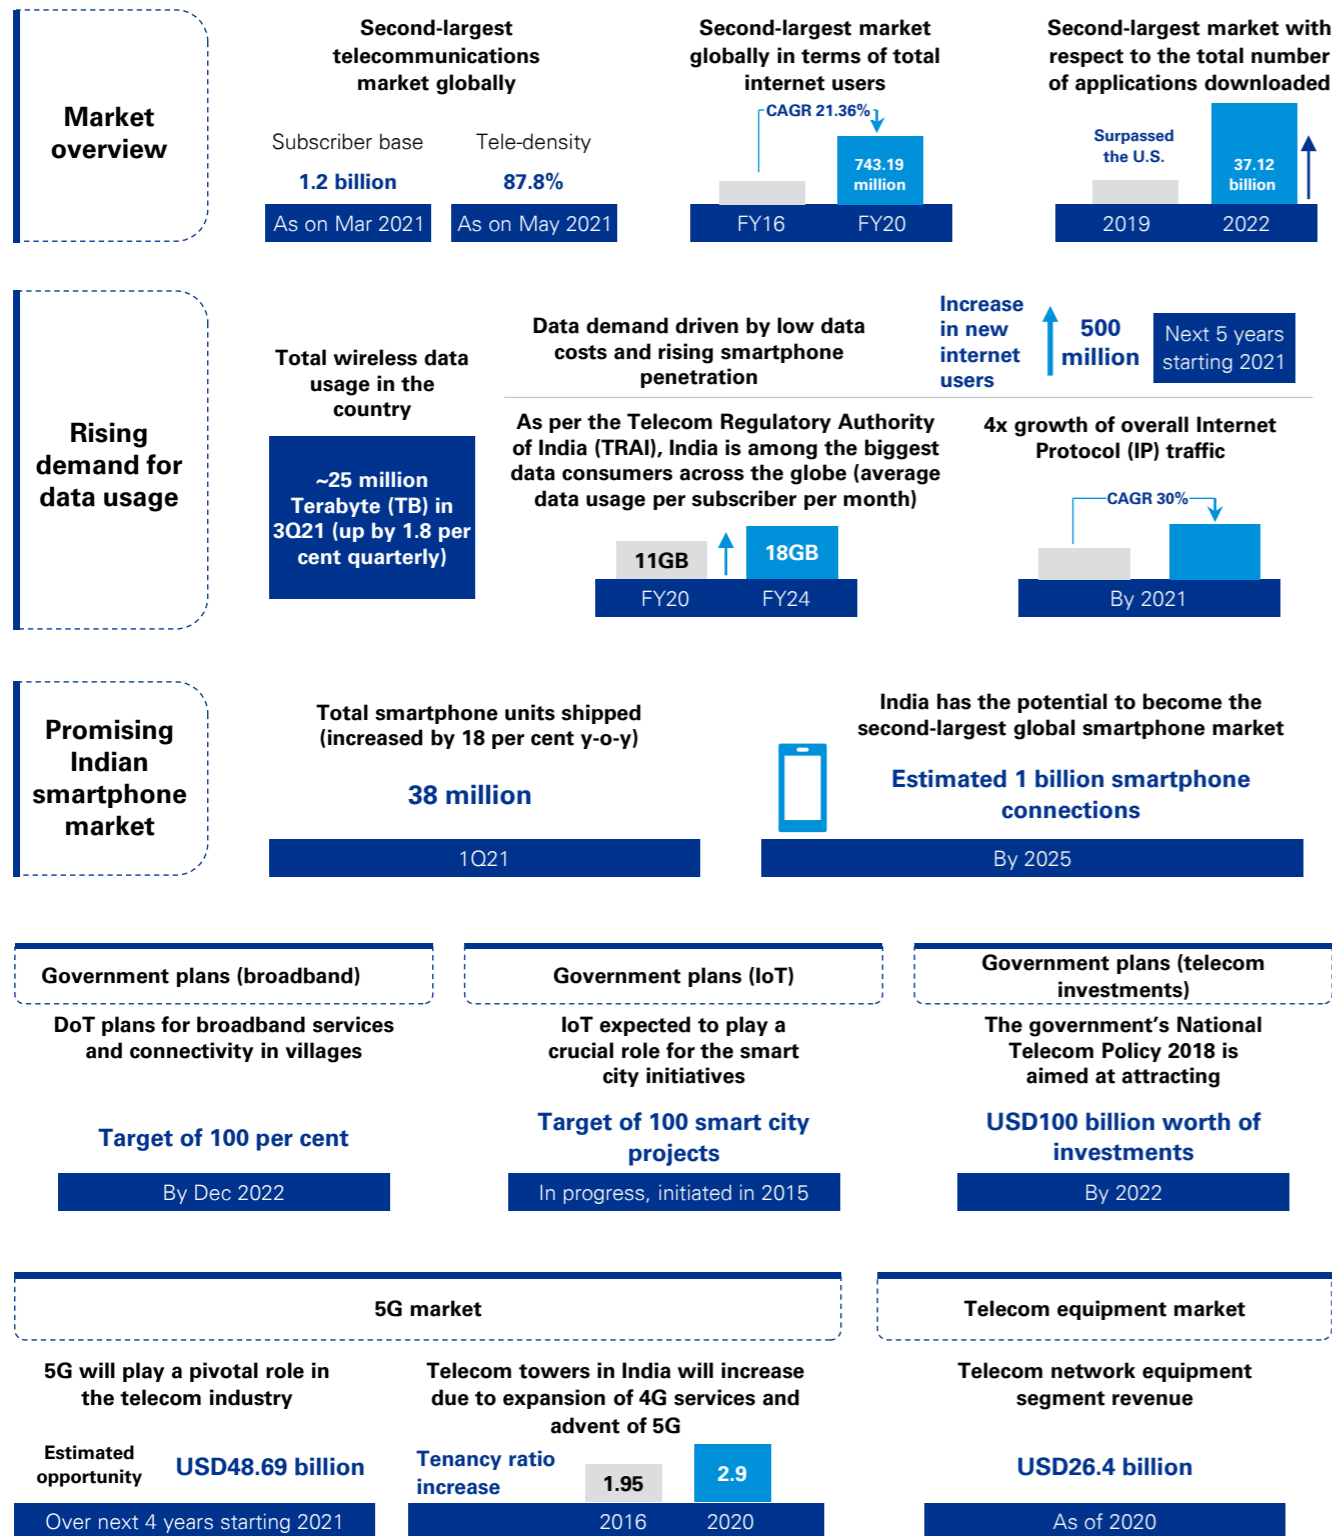 Market
overview
Second-largest
telecommunications
market globally
Subscriber base
1.2 billion
As on Mar 2021
Tele-density
87.8%
As on May 2021
Second-largest market
globally in terms of total
internet users
CAGR 21.36%
743.19
million
FY16
FY20
Second-largest market with
respect to the total number
of applications downloaded
Surpassed
the U.S.
37.12
billion
2019
2022
Rising
demand for
data usage
Total wireless data
usage in the
country
~25 million
Terabyte (TB) in
3Q21 (up by 1.8 per
cent quarterly)
Data demand driven by low data
costs and rising smartphone
penetration
Increase
in new
internet
users
500
million
Next 5 years
starting 2021
As per the Telecom Regulatory Authority
of India (TRAI), India is among the biggest
data consumers across the globe (average
data usage per subscriber per month)
11GB
18GB
FY20
FY24
4x growth of overall Internet
Protocol (IP) traffic
CAGR 30%
By 2021
Promising
Indian
smartphone
market
Total smartphone units shipped
(increased by 18 per cent y-o-y)
38 million
1Q21
India has the potential to become the
second-largest global smartphone market
Estimated 1 billion smartphone
connections
By 2025
Government plans (broadband)
DoT plans for broadband services
and connectivity in villages
Target of 100 per cent
By Dec 2022
Government plans (IoT)
IoT expected to play a
crucial role for the smart
city initiatives
Target of 100 smart city
projects
In progress, initiated in 2015
Government plans (telecom
investments)
The government’s National
Telecom Policy 2018 is
aimed at attracting
USD100 billion worth of
investments
By 2022
5G market
5G will play a pivotal role in
the telecom industry
Estimated
opportunity
USD48.69 billion
Over next 4 years starting 2021
Telecom towers in India will increase
due to expansion of 4G services and
advent of 5G
Tenancy ratio
increase
1.95
2.9
2016
2020
Telecom equipment market
Telecom network equipment
segment revenue
USD26.4 billion
As of 2020